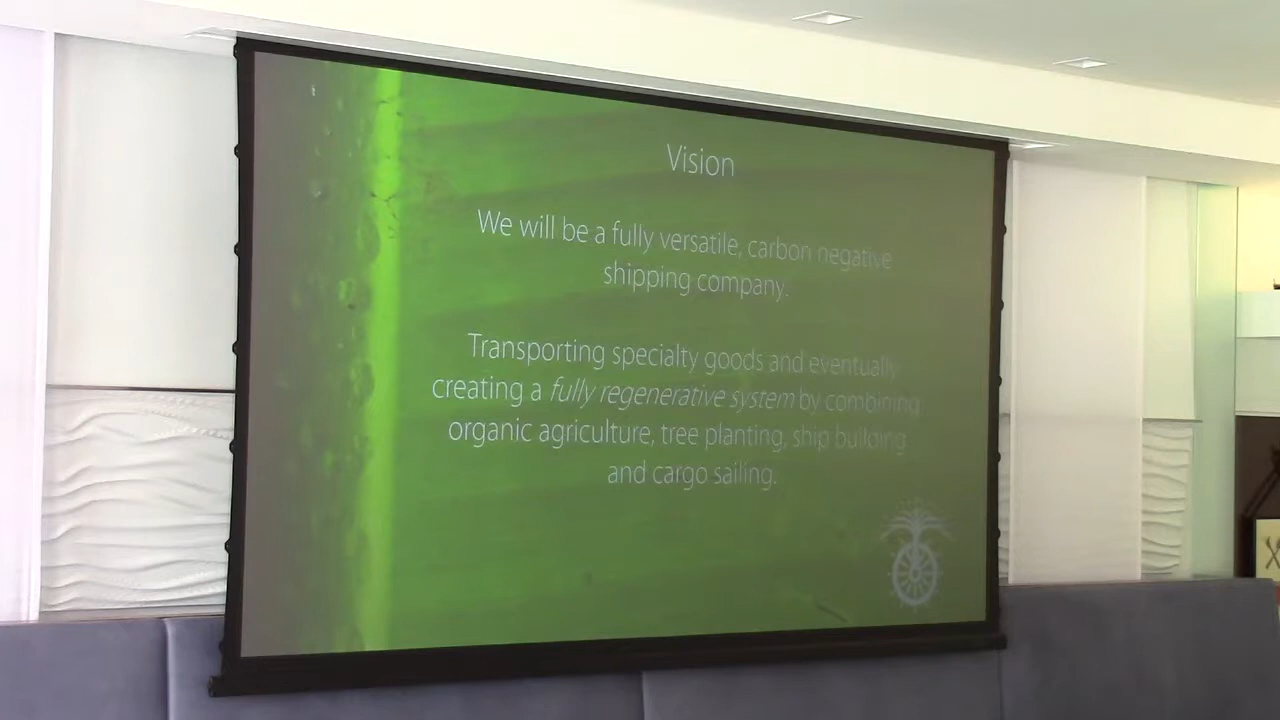 Vision
We will be a fully versatile, carbon negative
shipping company.
Transporting specialty goods and eventually
creating a fully regenerative system by combining
organic agriculture, tree planting, ship building
and cargo sailing.